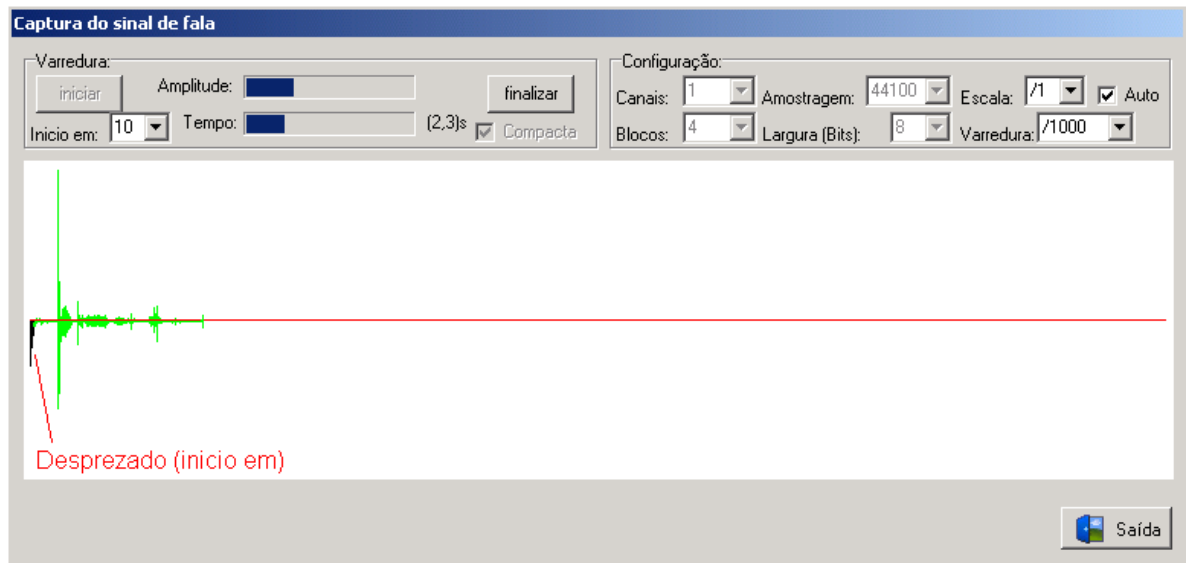 Captura do sinal de fala
Varredura:
iniciar
Amplitude:
finalizar
Inicio em: 10
Tempo:
(2,3)s
Compacta
Configuração:
Canais: 1
Amostragem: 44100
Escala: /1
Auto
Blocos: 4
Largura (Bits): 8
Varredura: /1000
Desprezado (inicio em)
Saída